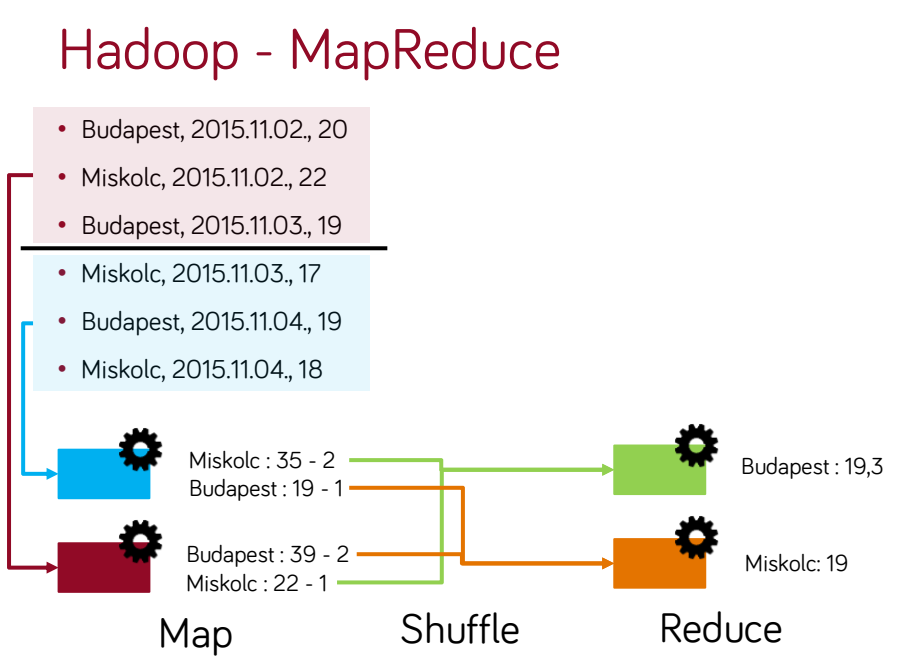 Hadoop - MapReduce
• Budapest, 2015.11.02., 20
• Miskolc, 2015.11.02., 22
• Budapest, 2015.11.03., 19
• Miskolc, 2015.11.03., 17
• Budapest, 2015.11.04., 19
• Miskolc, 2015.11.04., 18
Miskolc : 35 - 2
Budapest : 19 - 1
Budapest : 39 - 2
Miskolc : 22 - 1
Budapest : 19,3
Miskolc: 19
Map
Shuffle
Reduce